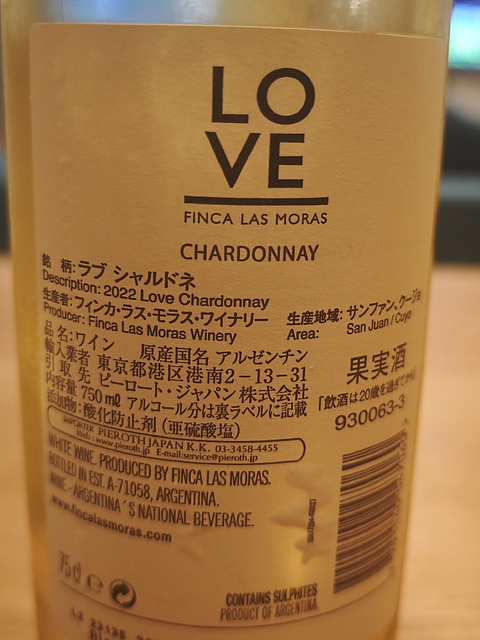 LO
VE
FINCA LAS MORAS
CHARDONNAY
銘　柄:ラブ シャルドネ
Description: 2022 Love Chardonnay
生産者:フィンカ・ラス・モラス・ワイナリー
Producer: Finca Las Moras Winery
生産地域:サンファン、クージョ
Area: San Juan / Cuyo
品名:ワイン　原産国名 アルゼンチン
輸入業者 東京都港区港南2-13-31
引 取 先 ピーロート・ジャパン株式会社
内容量 750㎖ アルコール分は裏ラベルに記載
添加物:酸化防止剤（亜硫酸塩）
果実酒
「飲酒は20歳を過ぎてから」
930063-3
IMPORTER PIEROTH JAPAN K.K. 03-3458-4455
Web : www.pieroth.jp E-mail:service@pieroth.jp
WHITE WINE. PRODUCED BY FINCA LAS MORAS.
BOTTLED IN EST. A-71058, ARGENTINA.
WINE - ARGENTINA´S NATIONAL BEVERAGE.
www.fincalasmoras.com
75cl e
CONTAINS SULPHITES
PRODUCT OF ARGENTINA.